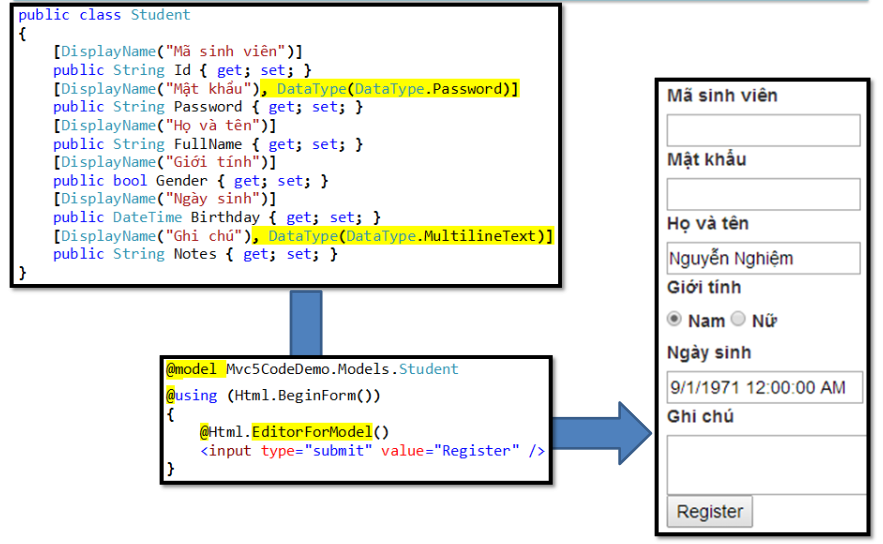 public class Student
{
[DisplayName("Mã sinh viên")]
public String Id { get; set; }
[DisplayName("Mật khẩu"), DataType(DataType.Password)]
public String Password { get; set; }
[DisplayName("Họ và tên")]
public String FullName { get; set; }
[DisplayName("Giới tính")]
public bool Gender { get; set; }
[DisplayName("Ngày sinh")]
public DateTime Birthday { get; set; }
[DisplayName("Ghi chú"), DataType(DataType.MultilineText)]
public String Notes { get; set; }
}
@model Mvc5CodeDemo.Models.Student
@using (Html.BeginForm())
{
@Html.EditorForModel()
<input type="submit" value="Register" />
}
Mã sinh viên
Mật khẩu
Họ và tên
Nguyễn Nghiệm
Giới tính
Nam Nữ
Ngày sinh
9/1/1971 12:00:00 AM
Ghi chú
Register